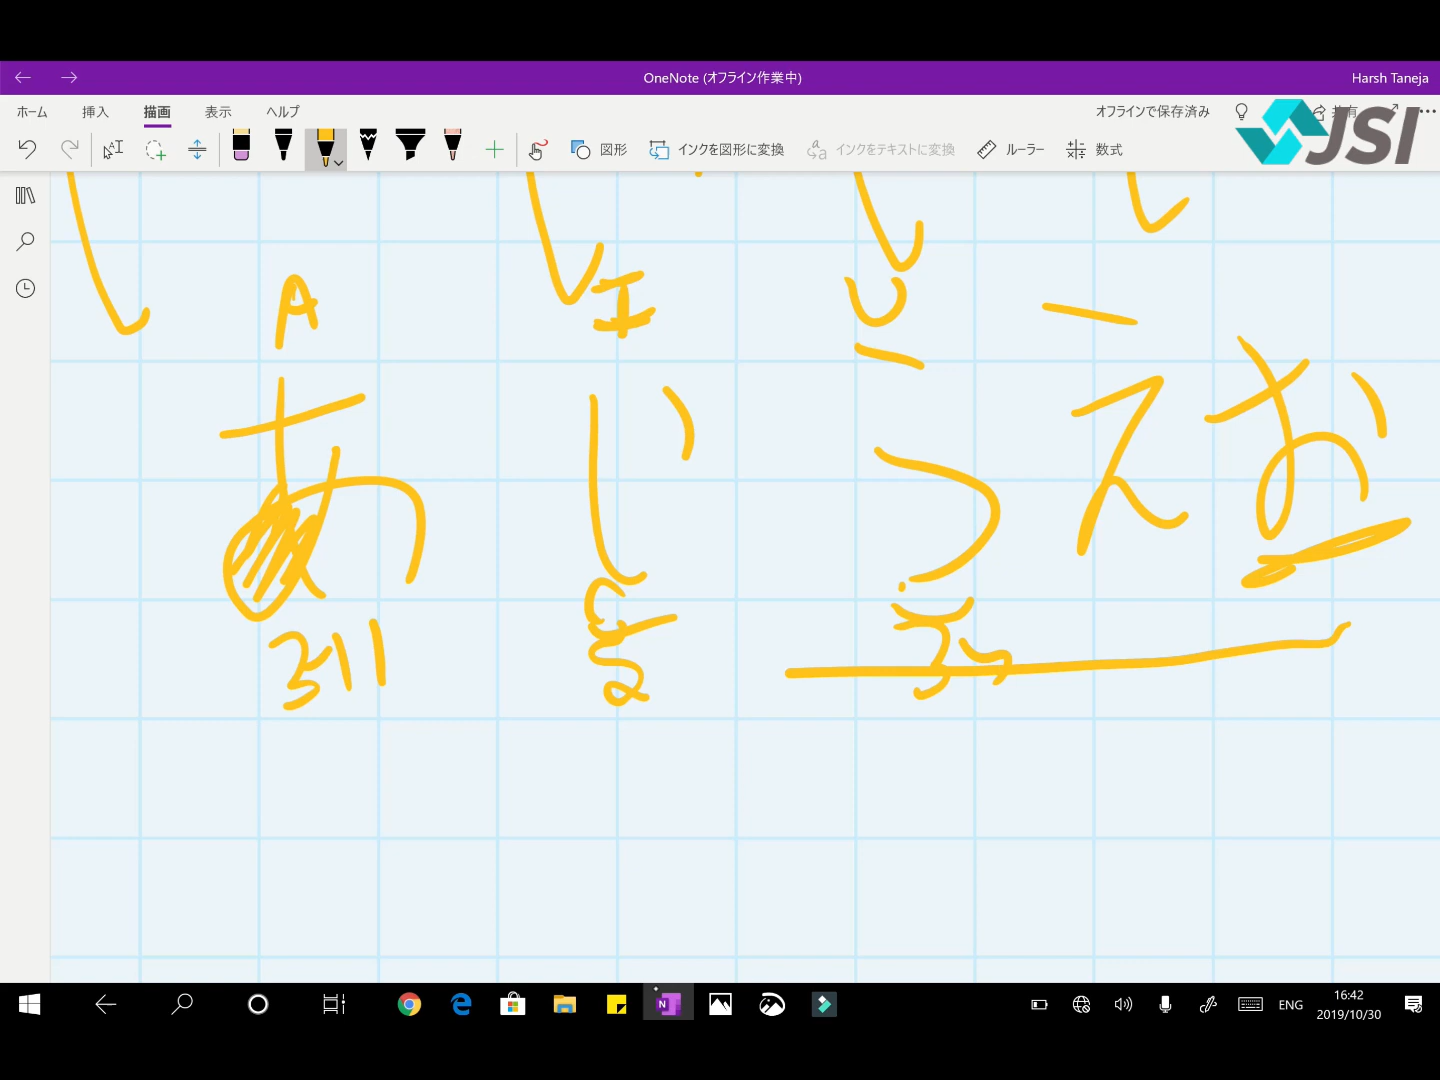 OneNote (オフライン作業中)
Harsh Taneja
ホーム 挿入 描画 表示 ヘルプ
オフラインで保存済み
共有
JSI
図形 インクを図形に変換 インクをテキストに変換 ルーラー 数式
A I U
あ い う え お
अ इ उ
ENG
16:42
2019/10/30